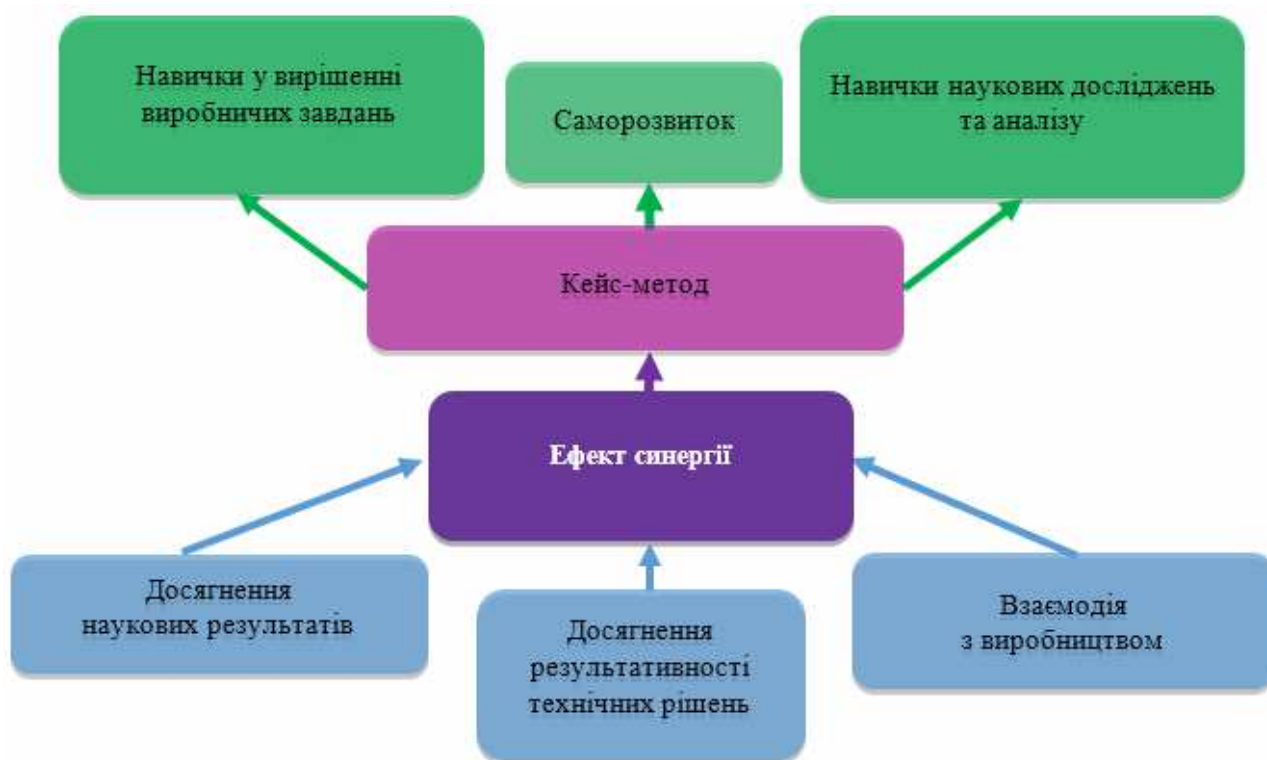 Навички у вирішенні
виробничих завдань
Саморозвиток
Навички наукових досліджень
та аналізу
Кейс-метод
Ефект синергії
Досягнення
наукових результатів
Досягнення
результативності
технічних рішень
Взаємодія
з виробництвом